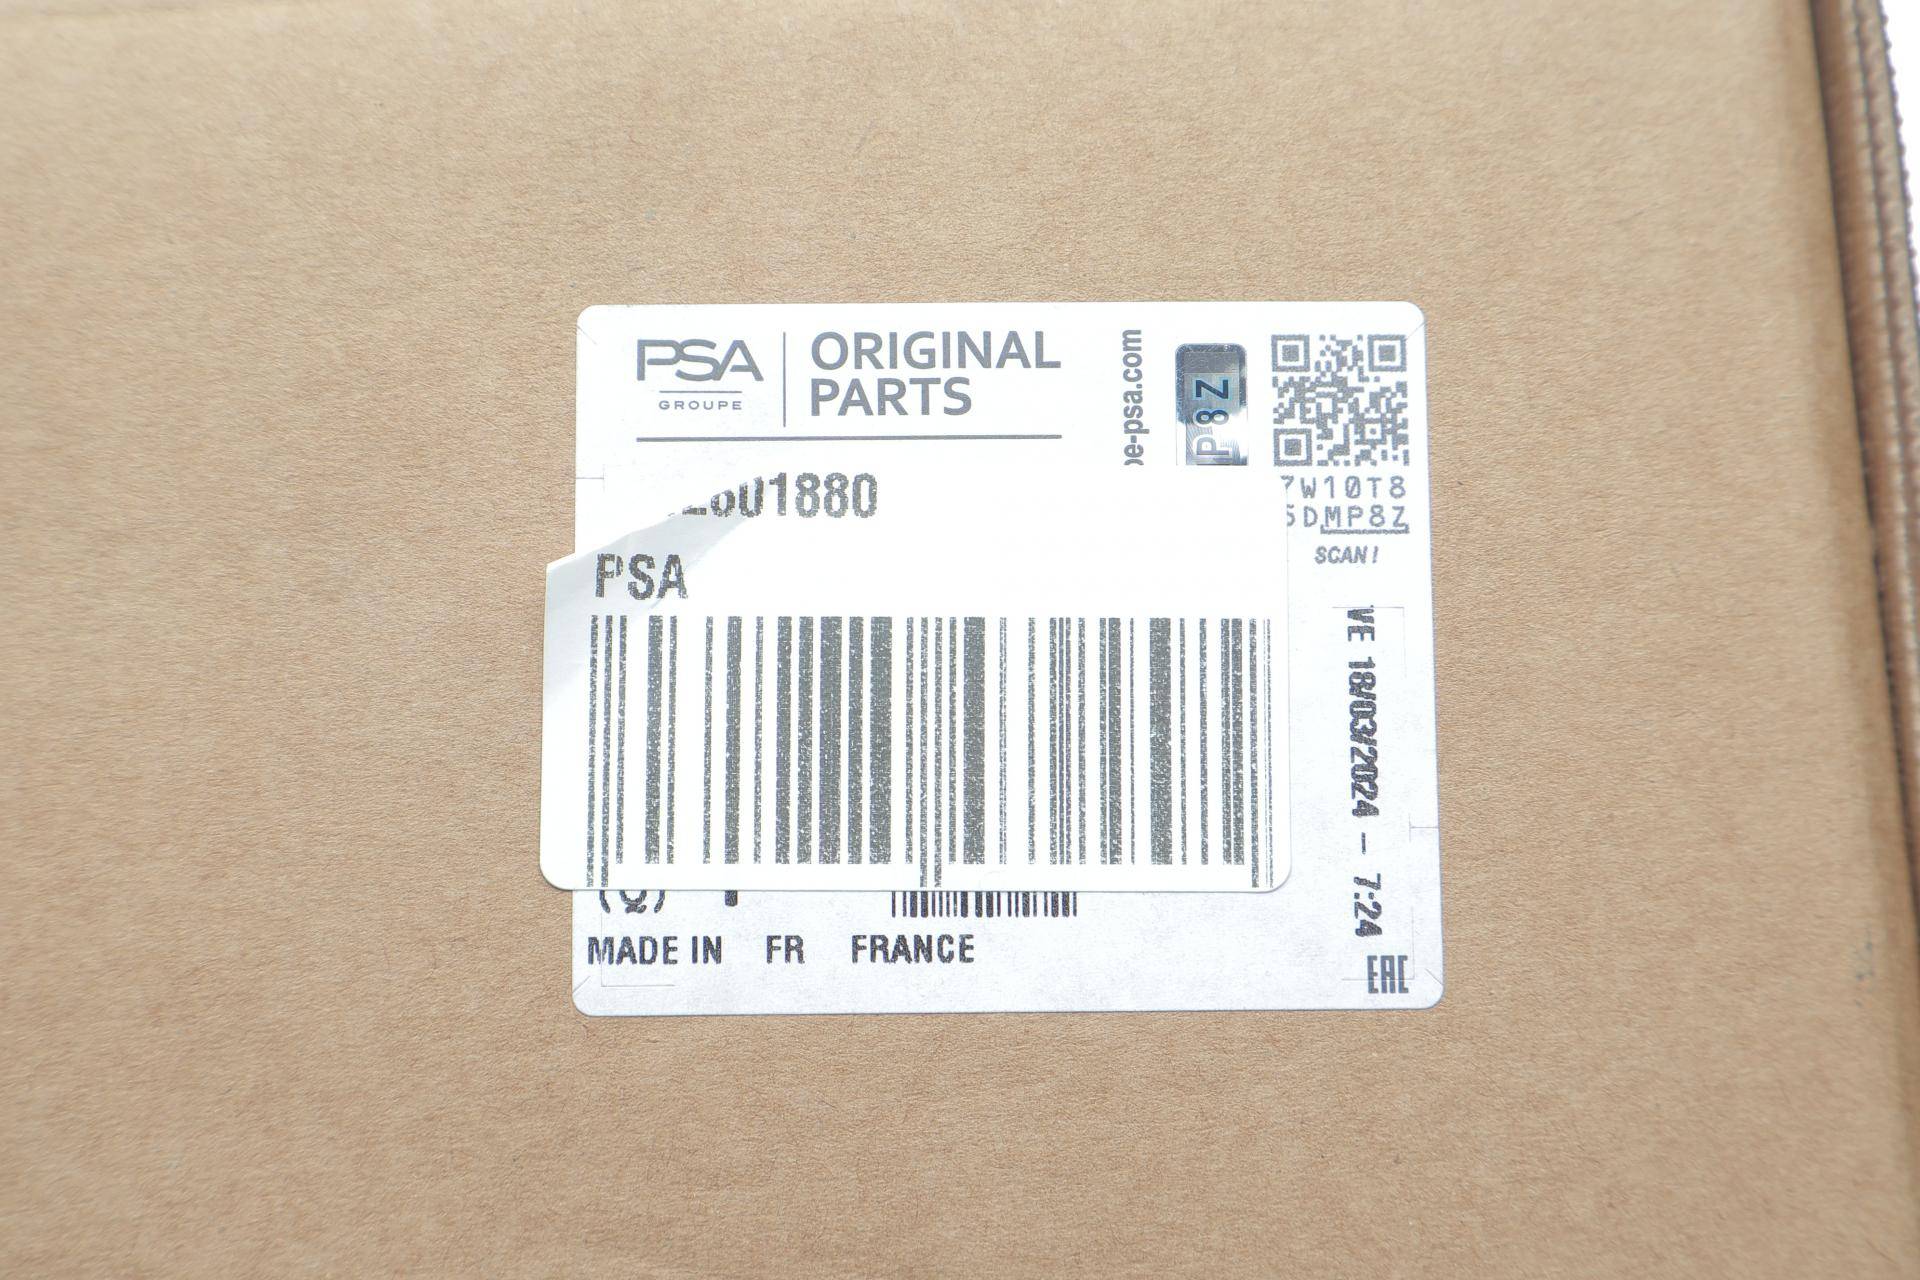 PSA
GROUPE
ORIGINAL
PARTS
e-psa.com
P8Z
7W10T8
5DMP8Z
SCAN!
01880
PSA
VE 18/03/2024 - 7:24
(Q)
MADE IN FR FRANCE
EAC